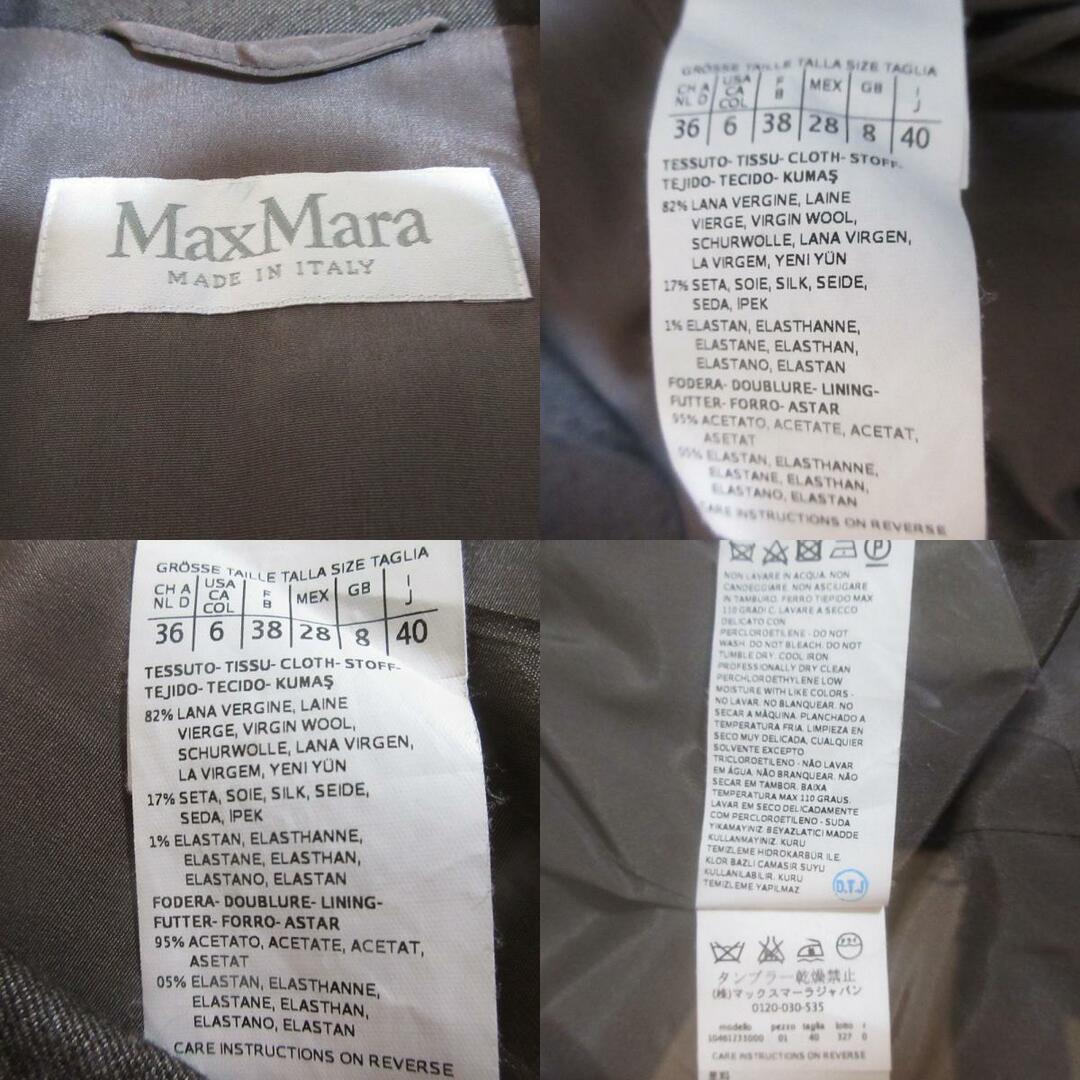 MaxMara
MADE IN ITALY
GRÖSSE TAILLE TALLA SIZE TAGLIA
CH A USA F MEX GB I
NL D CA B J
COL
36 6 38 28 8 40
TESSUTO- TISSU- CLOTH- STOFF-
TEJIDO- TECIDO- KUMAŞ
82% LANA VERGINE, LAINE
VIERGE, VIRGIN WOOL,
SCHURWOLLE, LANA VIRGEN,
LA VIRGEM, YENI YÜN
17% SETA, SOIE, SILK, SEIDE,
SEDA, İPEK
1% ELASTAN, ELASTHANNE,
ELASTANE, ELASTHAN,
ELASTANO, ELASTAN
FODERA- DOUBLURE- LINING-
FUTTER- FORRO- ASTAR
95% ACETATO, ACETATE, ACETAT,
ASETAT
05% ELASTAN, ELASTHANNE,
ELASTANE, ELASTHAN,
ELASTANO, ELASTAN
CARE INSTRUCTIONS ON REVERSE
GRÖSSE TAILLE TALLA SIZE TAGLIA
CH A USA F MEX GB I
NL D CA B J
COL
36 6 38 28 8 40
TESSUTO- TISSU- CLOTH- STOFF-
TEJIDO- TECIDO- KUMAŞ
82% LANA VERGINE, LAINE
VIERGE, VIRGIN WOOL,
SCHURWOLLE, LANA VIRGEN,
LA VIRGEM, YENI YÜN
17% SETA, SOIE, SILK, SEIDE,
SEDA, İPEK
1% ELASTAN, ELASTHANNE,
ELASTANE, ELASTHAN,
ELASTANO, ELASTAN
FODERA- DOUBLURE- LINING-
FUTTER- FORRO- ASTAR
95% ACETATO, ACETATE, ACETAT,
ASETAT
05% ELASTAN, ELASTHANNE,
ELASTANE, ELASTHAN,
ELASTANO, ELASTAN
CARE INSTRUCTIONS ON REVERSE
P
NON LAVARE IN ACQUA. NON
CANDEGGIARE. NON ASCIUGARE
IN TAMBURO. FERRO TIEPIDO MAX
110 GRADI C. LAVARE A SECCO
DELICATO CON
PERCLOROETILENE - DO NOT
WASH. DO NOT BLEACH. DO NOT
TUMBLE DRY. COOL IRON.
PROFESSIONALLY DRY CLEAN
PERCHLOROETHYLENE LOW
MOISTURE WITH LIKE COLORS -
NO LAVAR. NO BLANQUEAR. NO
SECAR A MÁQUINA. PLANCHADO A
TEMPERATURA FRIA. LIMPIEZA EN
SECO MUY DELICADA, CUALQUIER
SOLVENTE EXCEPTO
TRICLOROETILENO - NÃO LAVAR
EM ÁGUA. NÃO BRANQUEAR. NÃO
SECAR EM TAMBOR. BAIXA
TEMPERATURA MAX 110 GRAUS.
LAVAR EM SECO DELICADAMENTE
COM PERCLOROETILENO - SUDA
YIKAMAYINIZ. BEYAZLATICI MADDE
KULLANMAYINIZ. KURU
TEMIZLEME HIDROKARBÜR ILE.
KLOR BAZLI CAMASIR SUYU
KULLANILABILIR. KURU
TEMIZLEME YAPILMAZ
D.T.J
タンブラー乾燥禁止
(株)マックスマーラジャパン
0120-030-535
modello pezzo taglia lotto r
10461233000 01 40 327 0
CARE INSTRUCTIONS ON REVERSE